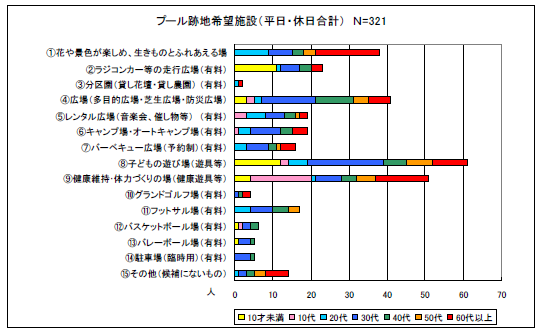 プール跡地希望施設（平日・休日合計） N=321
①花や景色が楽しめ、生きものとふれあえる場
②ラジコンカー等の走行広場（有料）
③分区園（貸し花壇・貸し農園）（有料）
④広場（多目的広場・芝生広場・防災広場）
⑤レンタル広場（音楽会、催し物等）（有料）
⑥キャンプ場・オートキャンプ場（有料）
⑦バーベキュー広場（予約制）（有料）
⑧子どもの遊び場（遊具等）
⑨健康維持・体力づくりの場（健康遊具等）
⑩グランドゴルフ場（有料）
⑪フットサル場（有料）
⑫バスケットボール場（有料）
⑬バレーボール場（有料）
⑭駐車場（臨時用）（有料）
⑮その他（候補にないもの）
人 0 10 20 30 40 50 60 70
10才未満 10代 20代 30代 40代 50代 60代以上